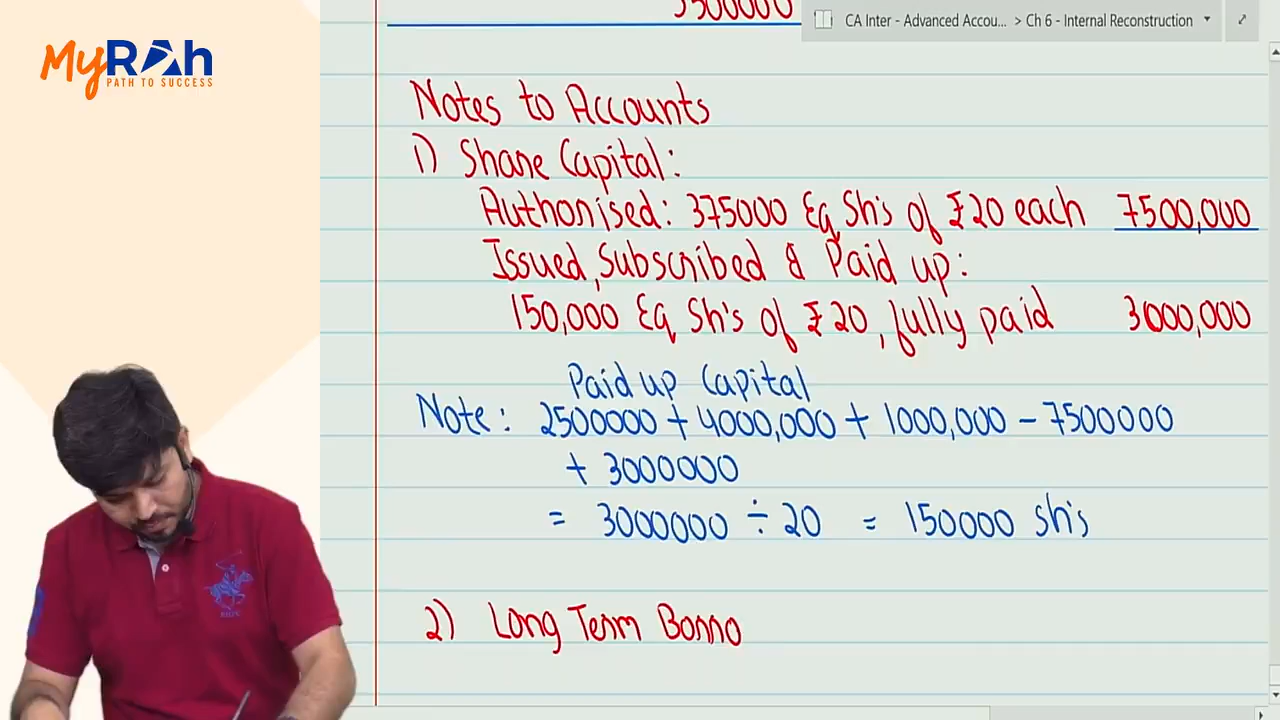 3500000
CA Inter - Advanced Accou... > Ch 6 - Internal Reconstruction
MyRAh
PATH TO SUCCESS
Notes to Accounts
1) Share Capital:
Authorised: 375000 Eq Sh's of ₹20 each 7500,000
Issued, Subscribed & Paid up:
150,000 Eq Sh's of ₹20, fully paid 3000,000
Paid up Capital
Note: 2500000 + 4000,000 + 1000,000 - 7500000
+ 3000000
= 3000000 ÷ 20 = 150000 sh's
2) Long Term Borro